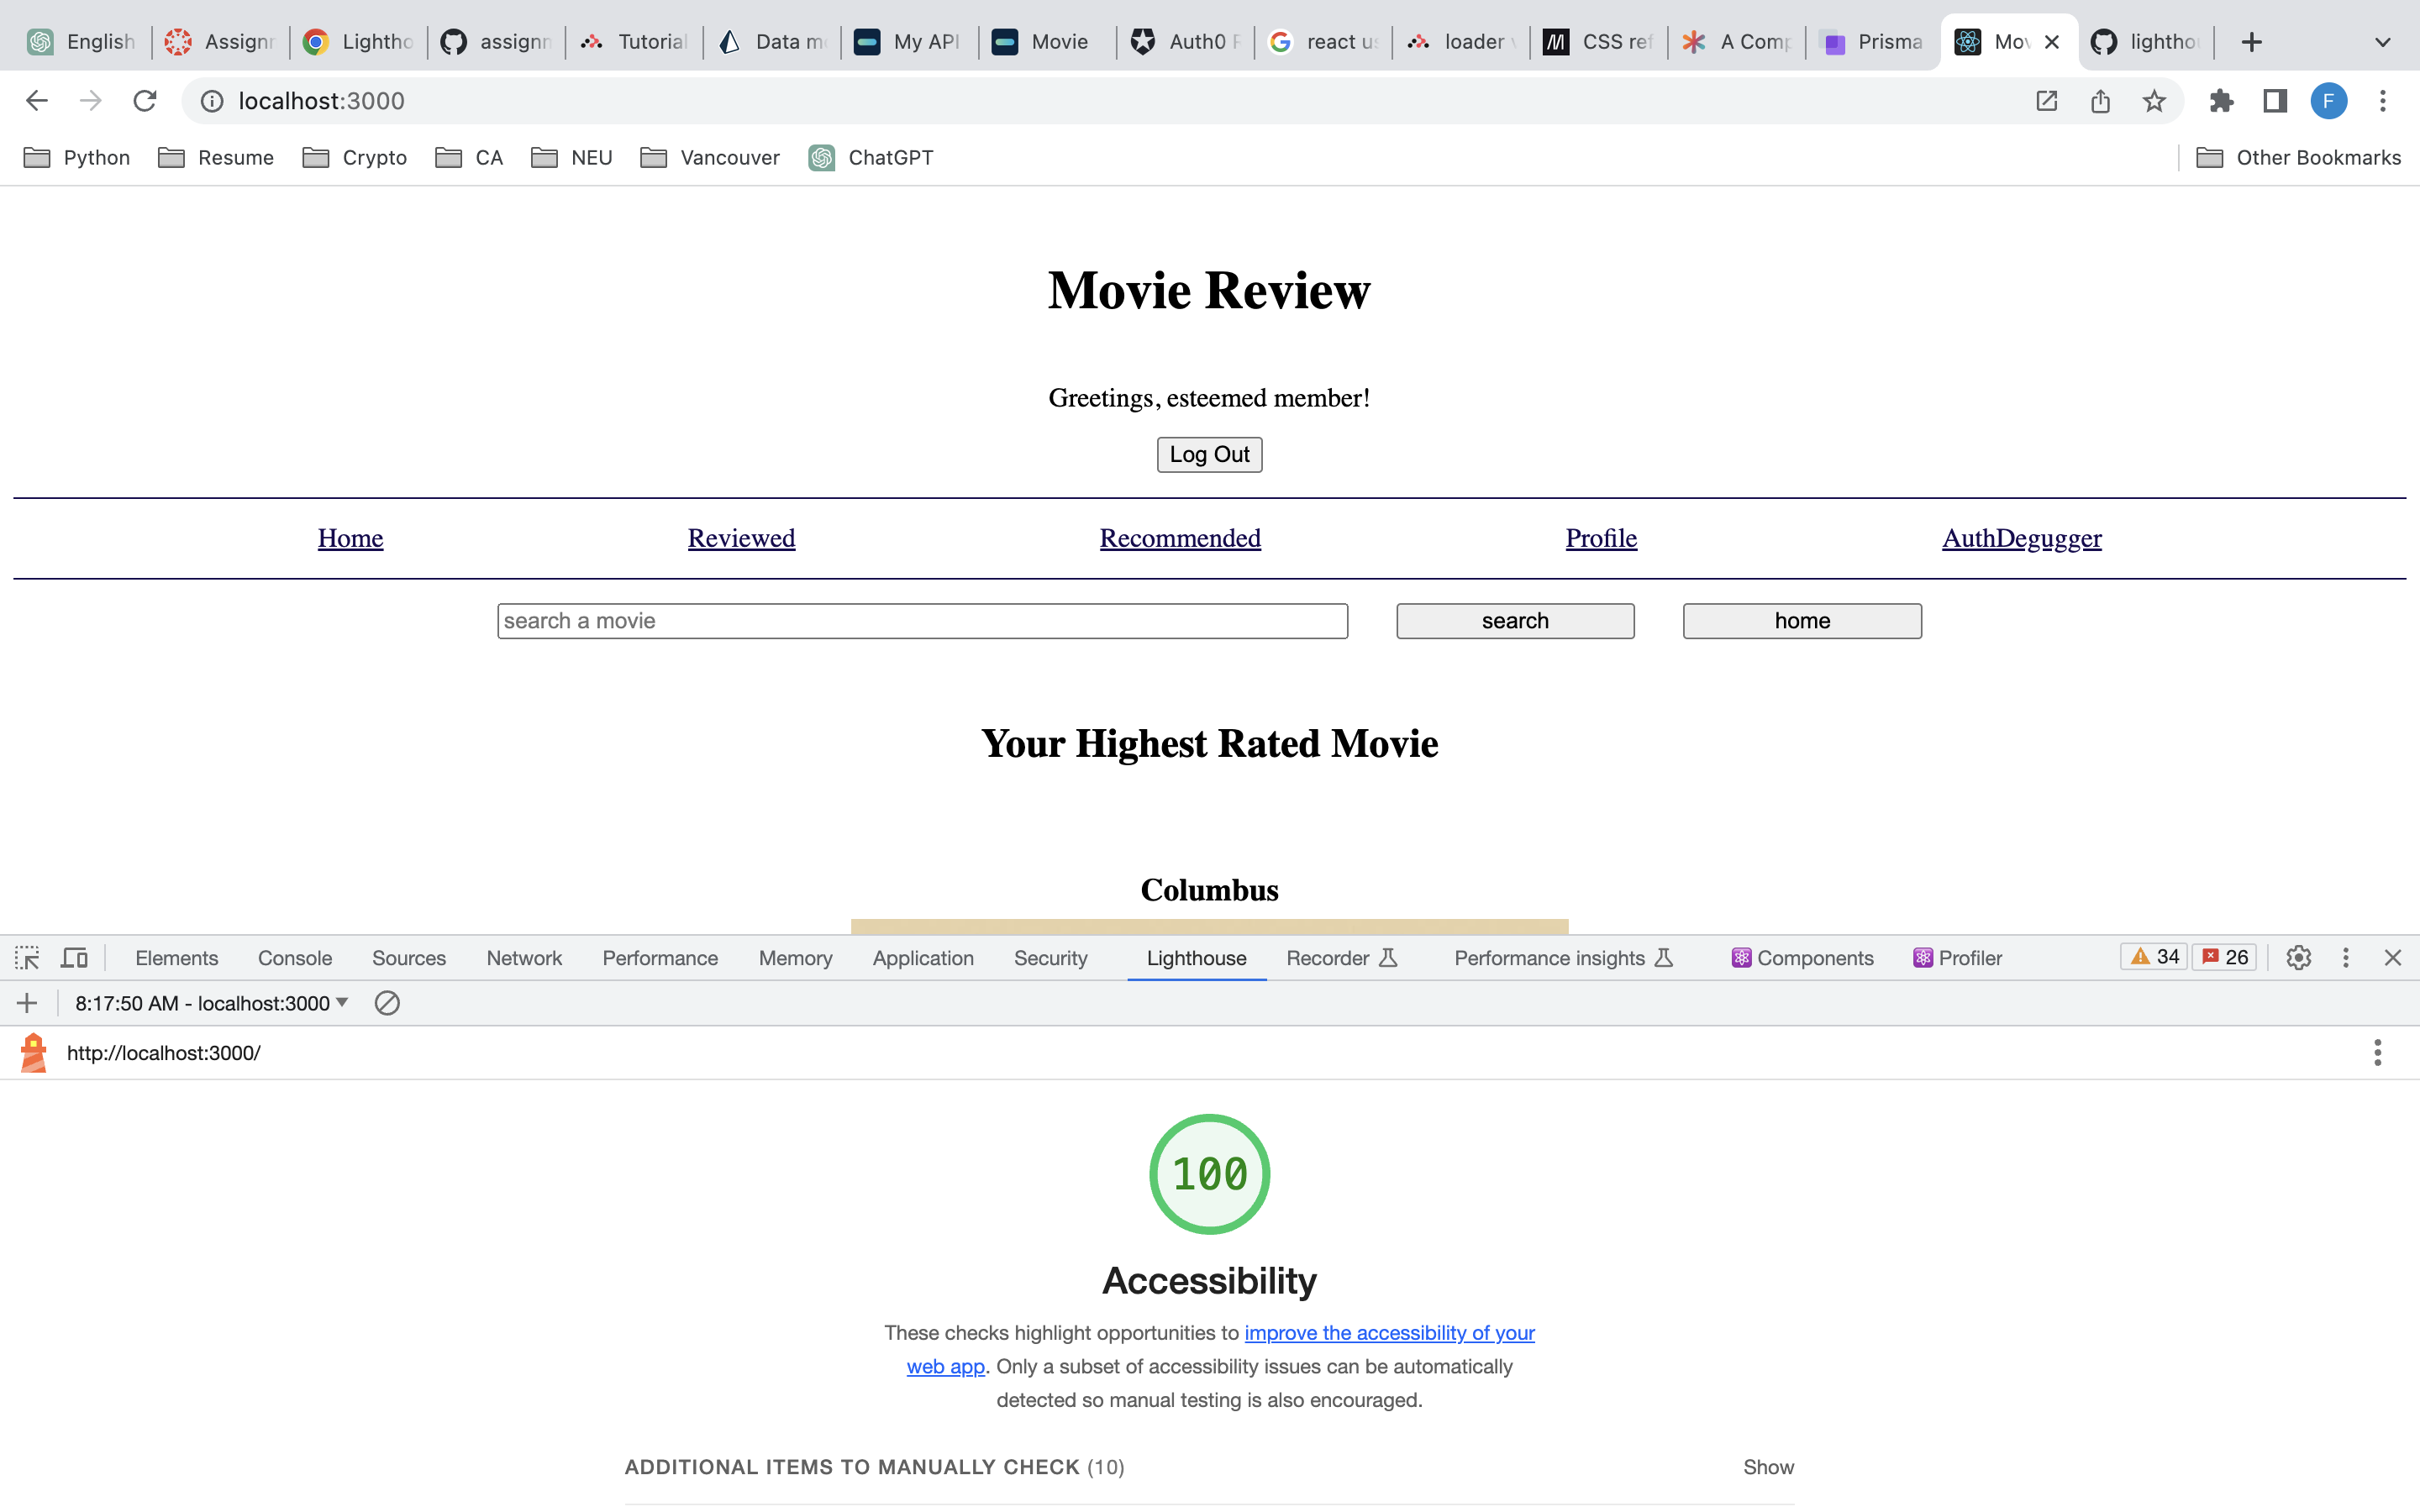 English Assignr Lightho assignn Tutorial Data mo My API Movie Auth0 F react us loader v CSS ref A Comp Prisma Mov lightho
localhost:3000 F
Python Resume Crypto CA NEU Vancouver ChatGPT Other Bookmarks
Movie Review
Greetings, esteemed member!
Log Out
Home Reviewed Recommended Profile AuthDegugger
search a movie search home
Your Highest Rated Movie
Columbus
Elements Console Sources Network Performance Memory Application Security Lighthouse Recorder Performance insights Components Profiler 34 26
8:17:50 AM - localhost:3000
http://localhost:3000/
100
Accessibility
These checks highlight opportunities to improve the accessibility of your
web app. Only a subset of accessibility issues can be automatically
detected so manual testing is also encouraged.
ADDITIONAL ITEMS TO MANUALLY CHECK (10) Show